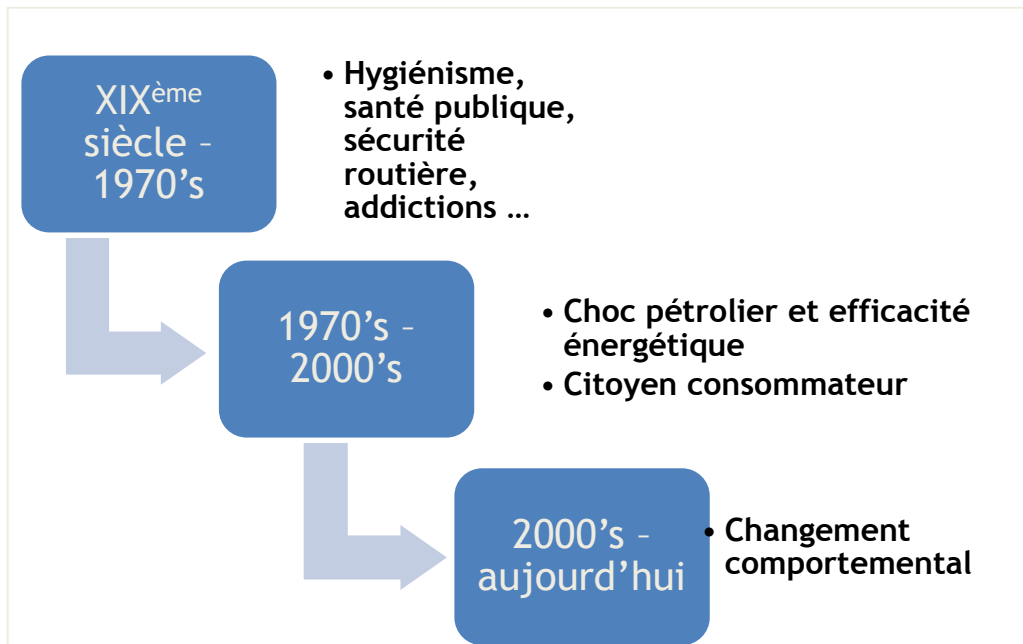 XIXème
siècle –
1970’s
• Hygiénisme,
santé publique,
sécurité
routière,
addictions …
1970’s –
2000’s
• Choc pétrolier et efficacité
énergétique
• Citoyen consommateur
2000’s –
aujourd’hui
• Changement
comportemental